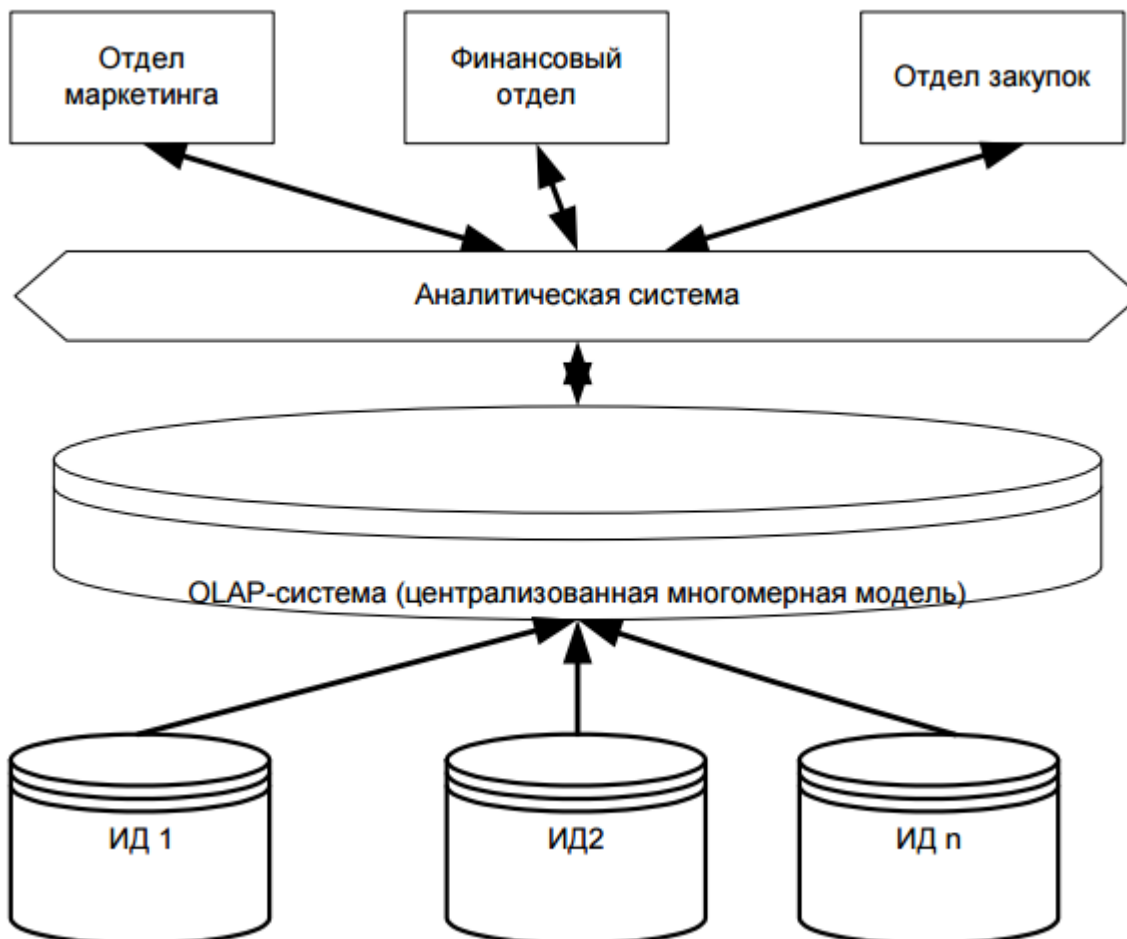 Отдел
маркетинга
Финансовый
отдел
Отдел закупок
Аналитическая система
OLAP-система (централизованная многомерная модель)
ИД 1
ИД2
ИД n